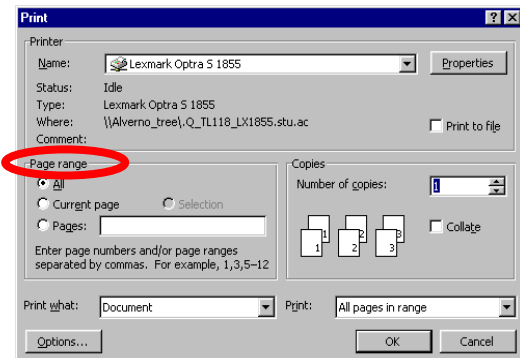 Print
Printer
Name:
Lexmark Optra S 1855
Properties
Status: Idle
Type: Lexmark Optra S 1855
Where: \\Alverno_tree\.Q_TL118_LX1855.stu.ac
Print to file
Comment:
Page range
All
Current page
Selection
Pages:
Enter page numbers and/or page ranges
separated by commas. For example, 1,3,5–12
Copies
Number of copies:
1
1 1
2 2
3 3
Collate
Print what:
Document
Print:
All pages in range
Options...
OK
Cancel